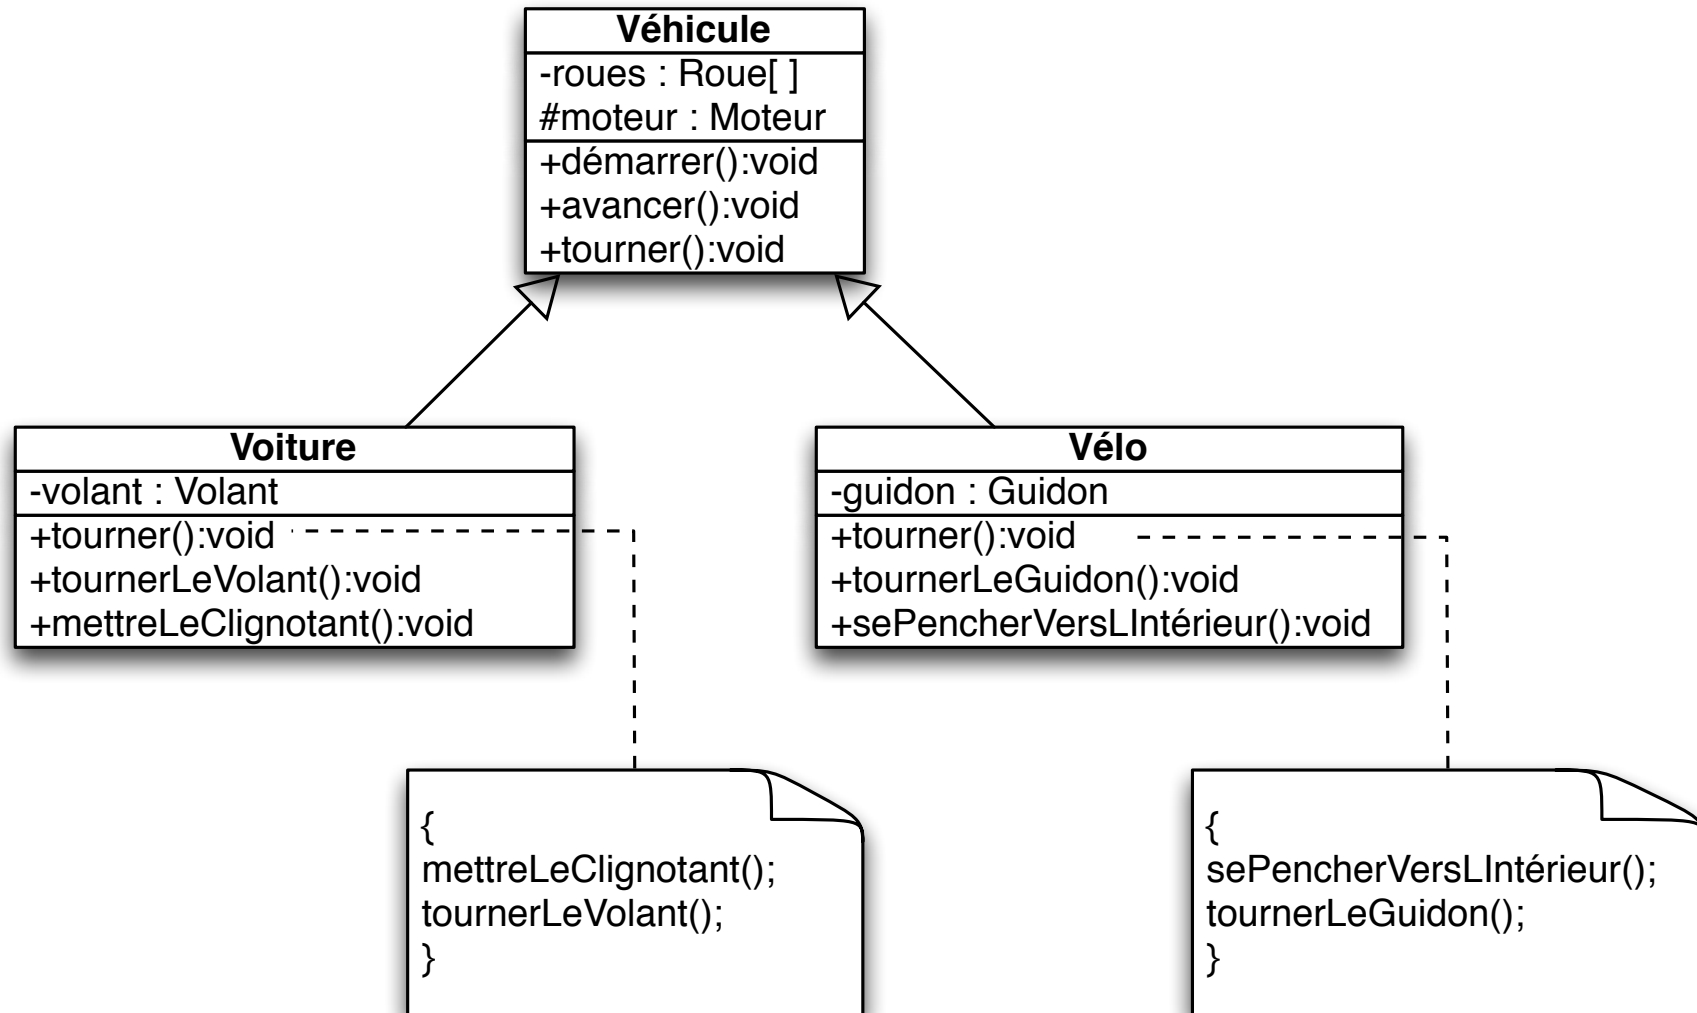 Véhicule
-roues : Roue[ ]
#moteur : Moteur
+démarrer():void
+avancer():void
+tourner():void
Voiture
-volant : Volant
+tourner():void
+tournerLeVolant():void
+mettreLeClignotant():void
Vélo
-guidon : Guidon
+tourner():void
+tournerLeGuidon():void
+sePencherVersLIntérieur():void
{
mettreLeClignotant();
tournerLeVolant();
}
{
sePencherVersLIntérieur();
tournerLeGuidon();
}